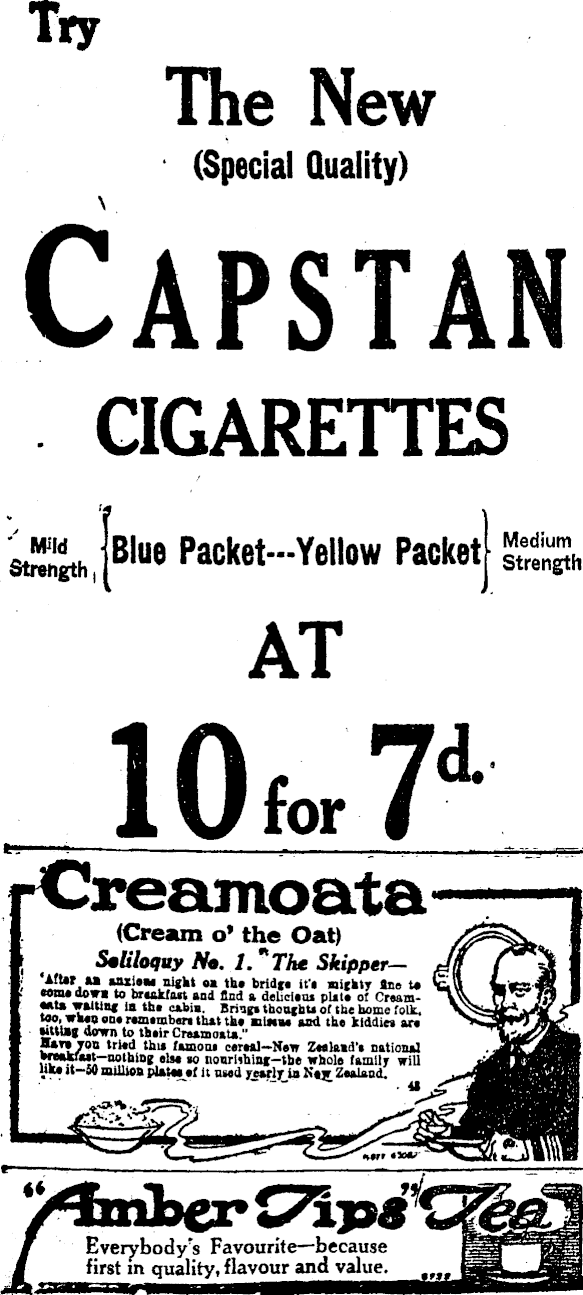 Try
The New
(Special Quality)
CAPSTAN
CIGARETTES
Mild Strength { Blue Packet---Yellow Packet } Medium Strength
AT
10 for 7d.
Creamoata
(Cream o' the Oat)
Soliloquy No. 1. "The Skipper—
'After an anxious night on the bridge it's mighty fine to
come down to breakfast and find a delicious plate of Cream-
oata waiting in the cabin. Brings thoughts of the home folk,
too, when one remembers that the missus and the kiddies are
sitting down to their Creamoata."
Have you tried this famous cereal—New Zealand's national
breakfast—nothing else so nourishing—the whole family will
like it—50 million plates of it used yearly in New Zealand.
48
"Amber Tips" Tea
Everybody's Favourite—because
first in quality, flavour and value.